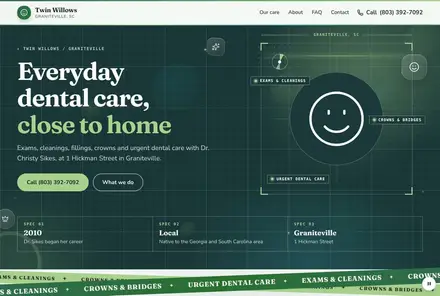 Twin Willows
GRANITEVILLE, SC
Our care
About
FAQ
Contact
Call (803) 392-7092
TWIN WILLOWS / GRANITEVILLE
Everyday
dental care,
close to home
Exams, cleanings, fillings, crowns and urgent dental care with Dr.
Christy Sikes, at 1 Hickman Street in Graniteville.
Call (803) 392-7092
What we do
GRANITEVILLE, SC
EXAMS & CLEANINGS
CROWNS & BRIDGES
URGENT DENTAL CARE
SPEC 01
2010
Dr. Sikes began her career
SPEC 02
Local
Native to the Georgia and South Carolina area
SPEC 03
Graniteville
1 Hickman Street
EXAMS & CLEANINGS
CROWNS & BRIDGES
URGENT DENTAL CARE
EXAMS & CLEANINGS
CROWNS